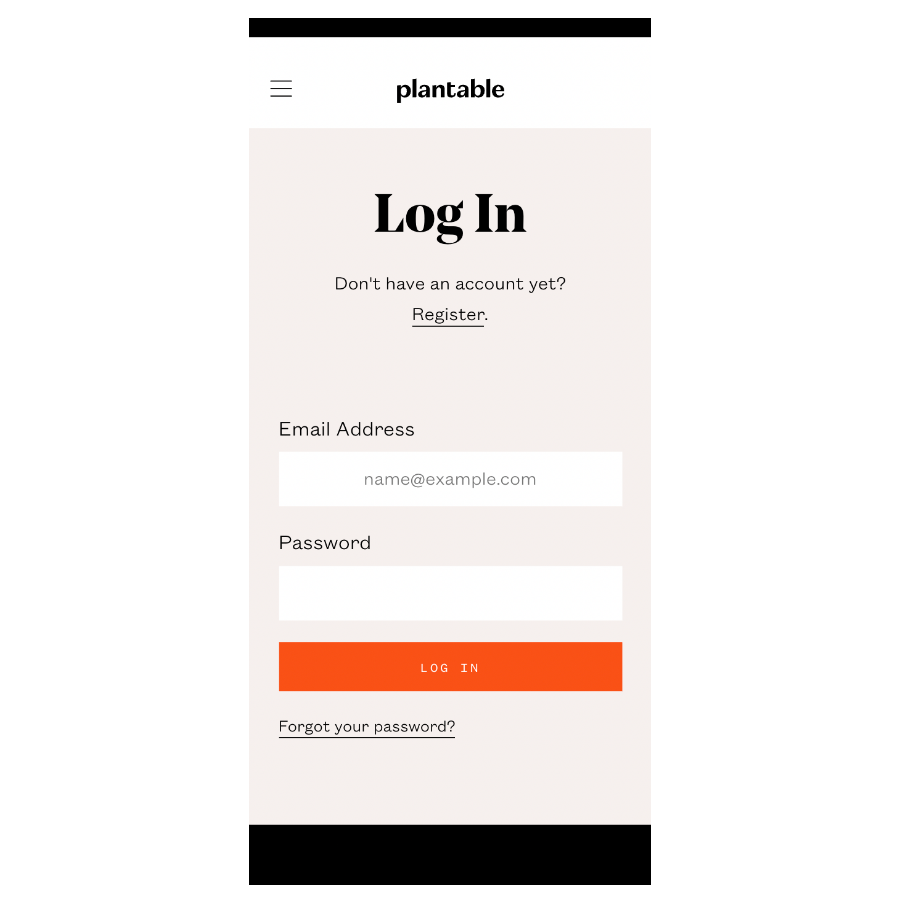 plantable
Log In
Don't have an account yet?
Register.
Email Address
name@example.com
Password
LOG IN
Forgot your password?